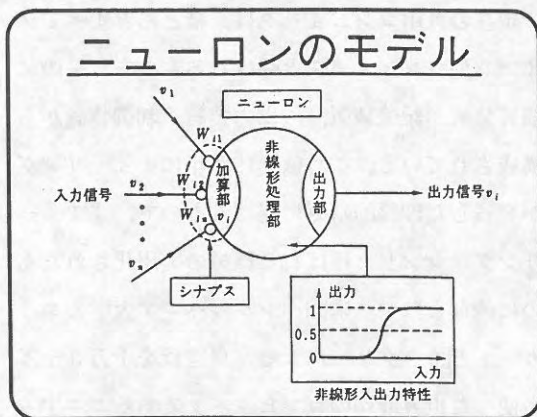 ニューロンのモデル
ニューロン
v1
Wi1
入力信号
v2
Wi2
Win
vn
加算部
vi
非線形処理部
出力部
出力信号vi
シナプス
出力
1
0.5
0
入力
非線形入出力特性